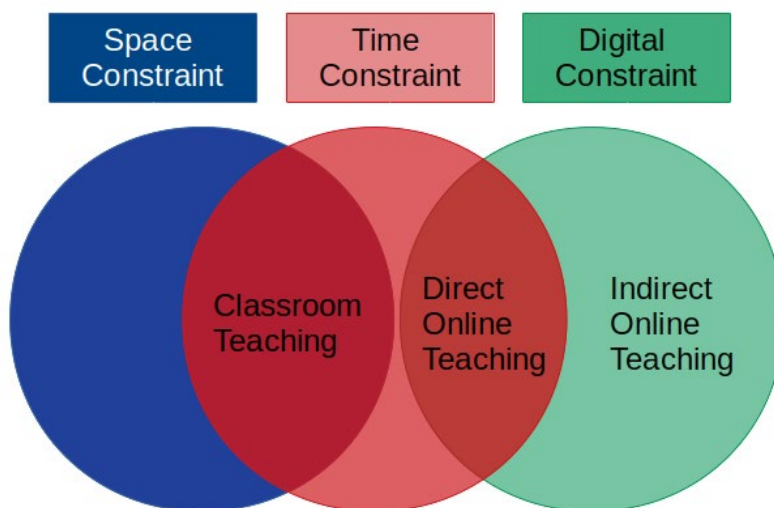 Space
Constraint
Time
Constraint
Digital
Constraint
Classroom
Teaching
Direct
Online
Teaching
Indirect
Online
Teaching